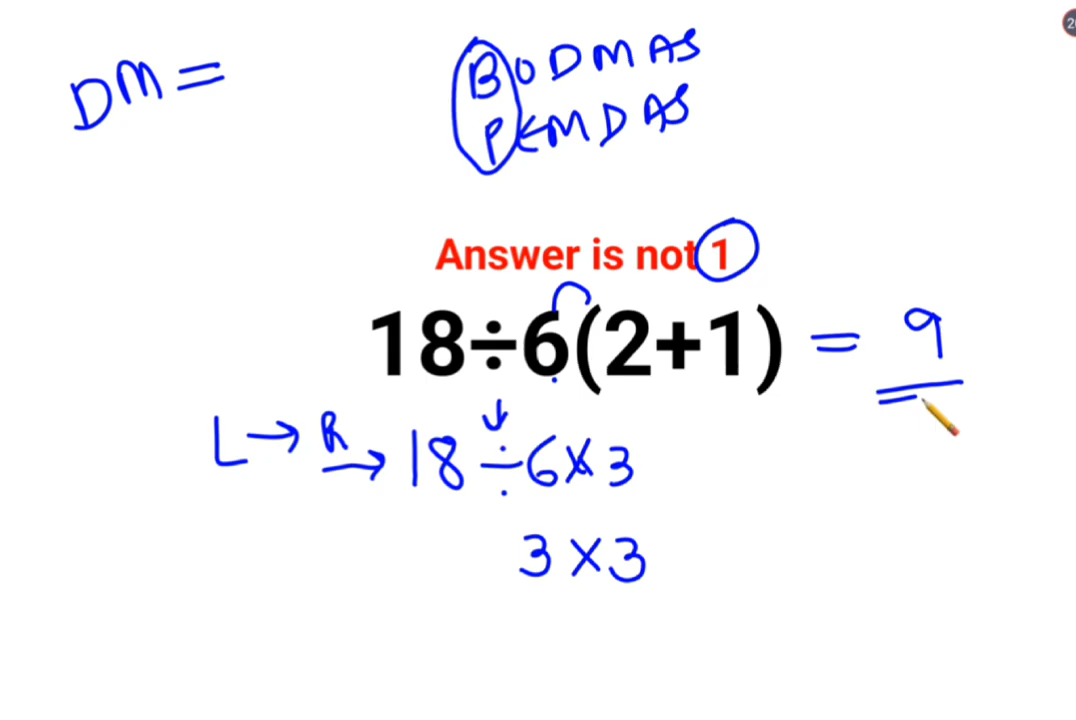 DM =
BODMAS
PEMDAS
Answer is not 1
18÷6(2+1) = 9
L → R → 18 ÷ 6 × 3
3 × 3